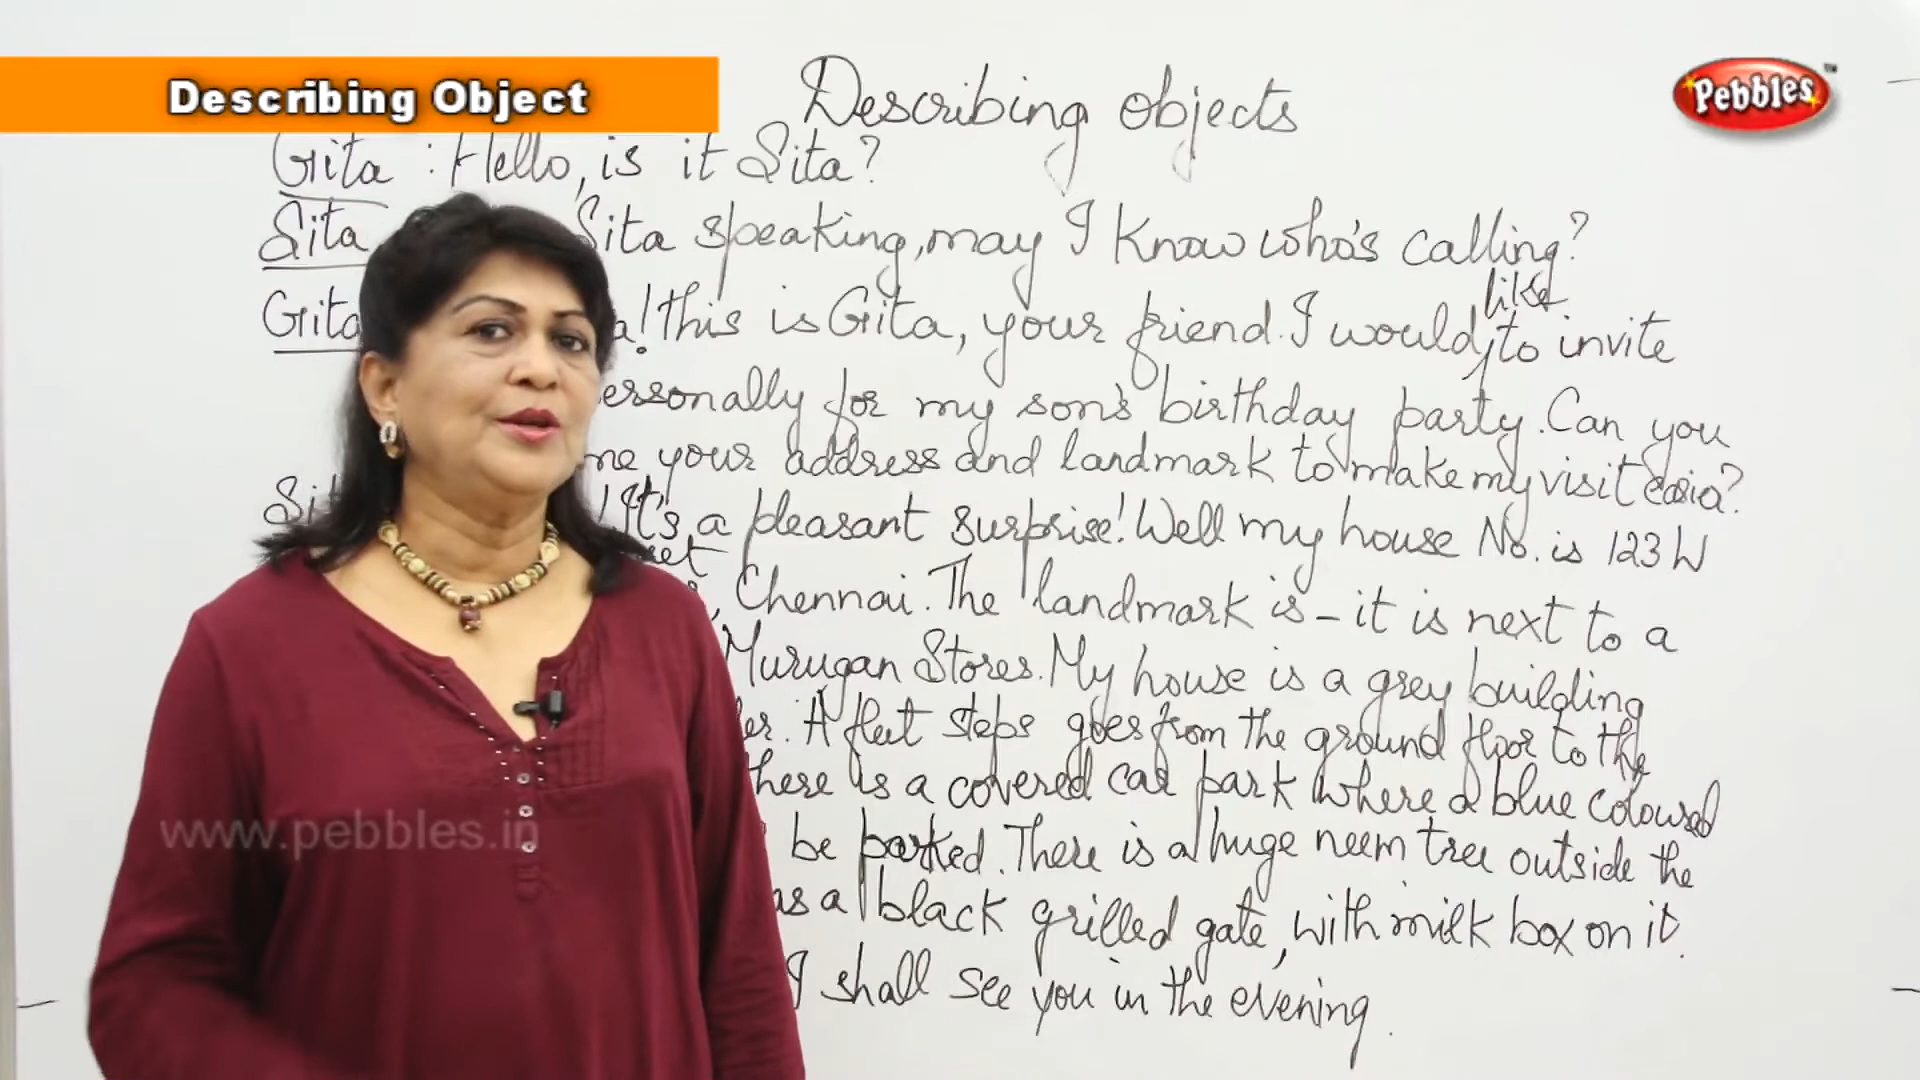 Describing Object
Pebbles™
Describing objects
Gita : Hello, is it Sita?
Sita Sita speaking, may I know who's calling?
like
Gita a! This is Gita, your friend. I would, to invite
ersonally for my son's birthday party. Can you
me your address and landmark to make my visit easier?
Sit ! It's a pleasant surprise! Well my house No. is 123 W
, Chennai. The landmark is – it is next to a
Murugan Stores. My house is a grey building
er. A fleet steps goes from the ground floor to the
here is a covered car park where a blue coloured
be parked. There is a huge neem tree outside the
as a black grilled gate, with milk box on it.
I shall see you in the evening.
www.pebbles.in